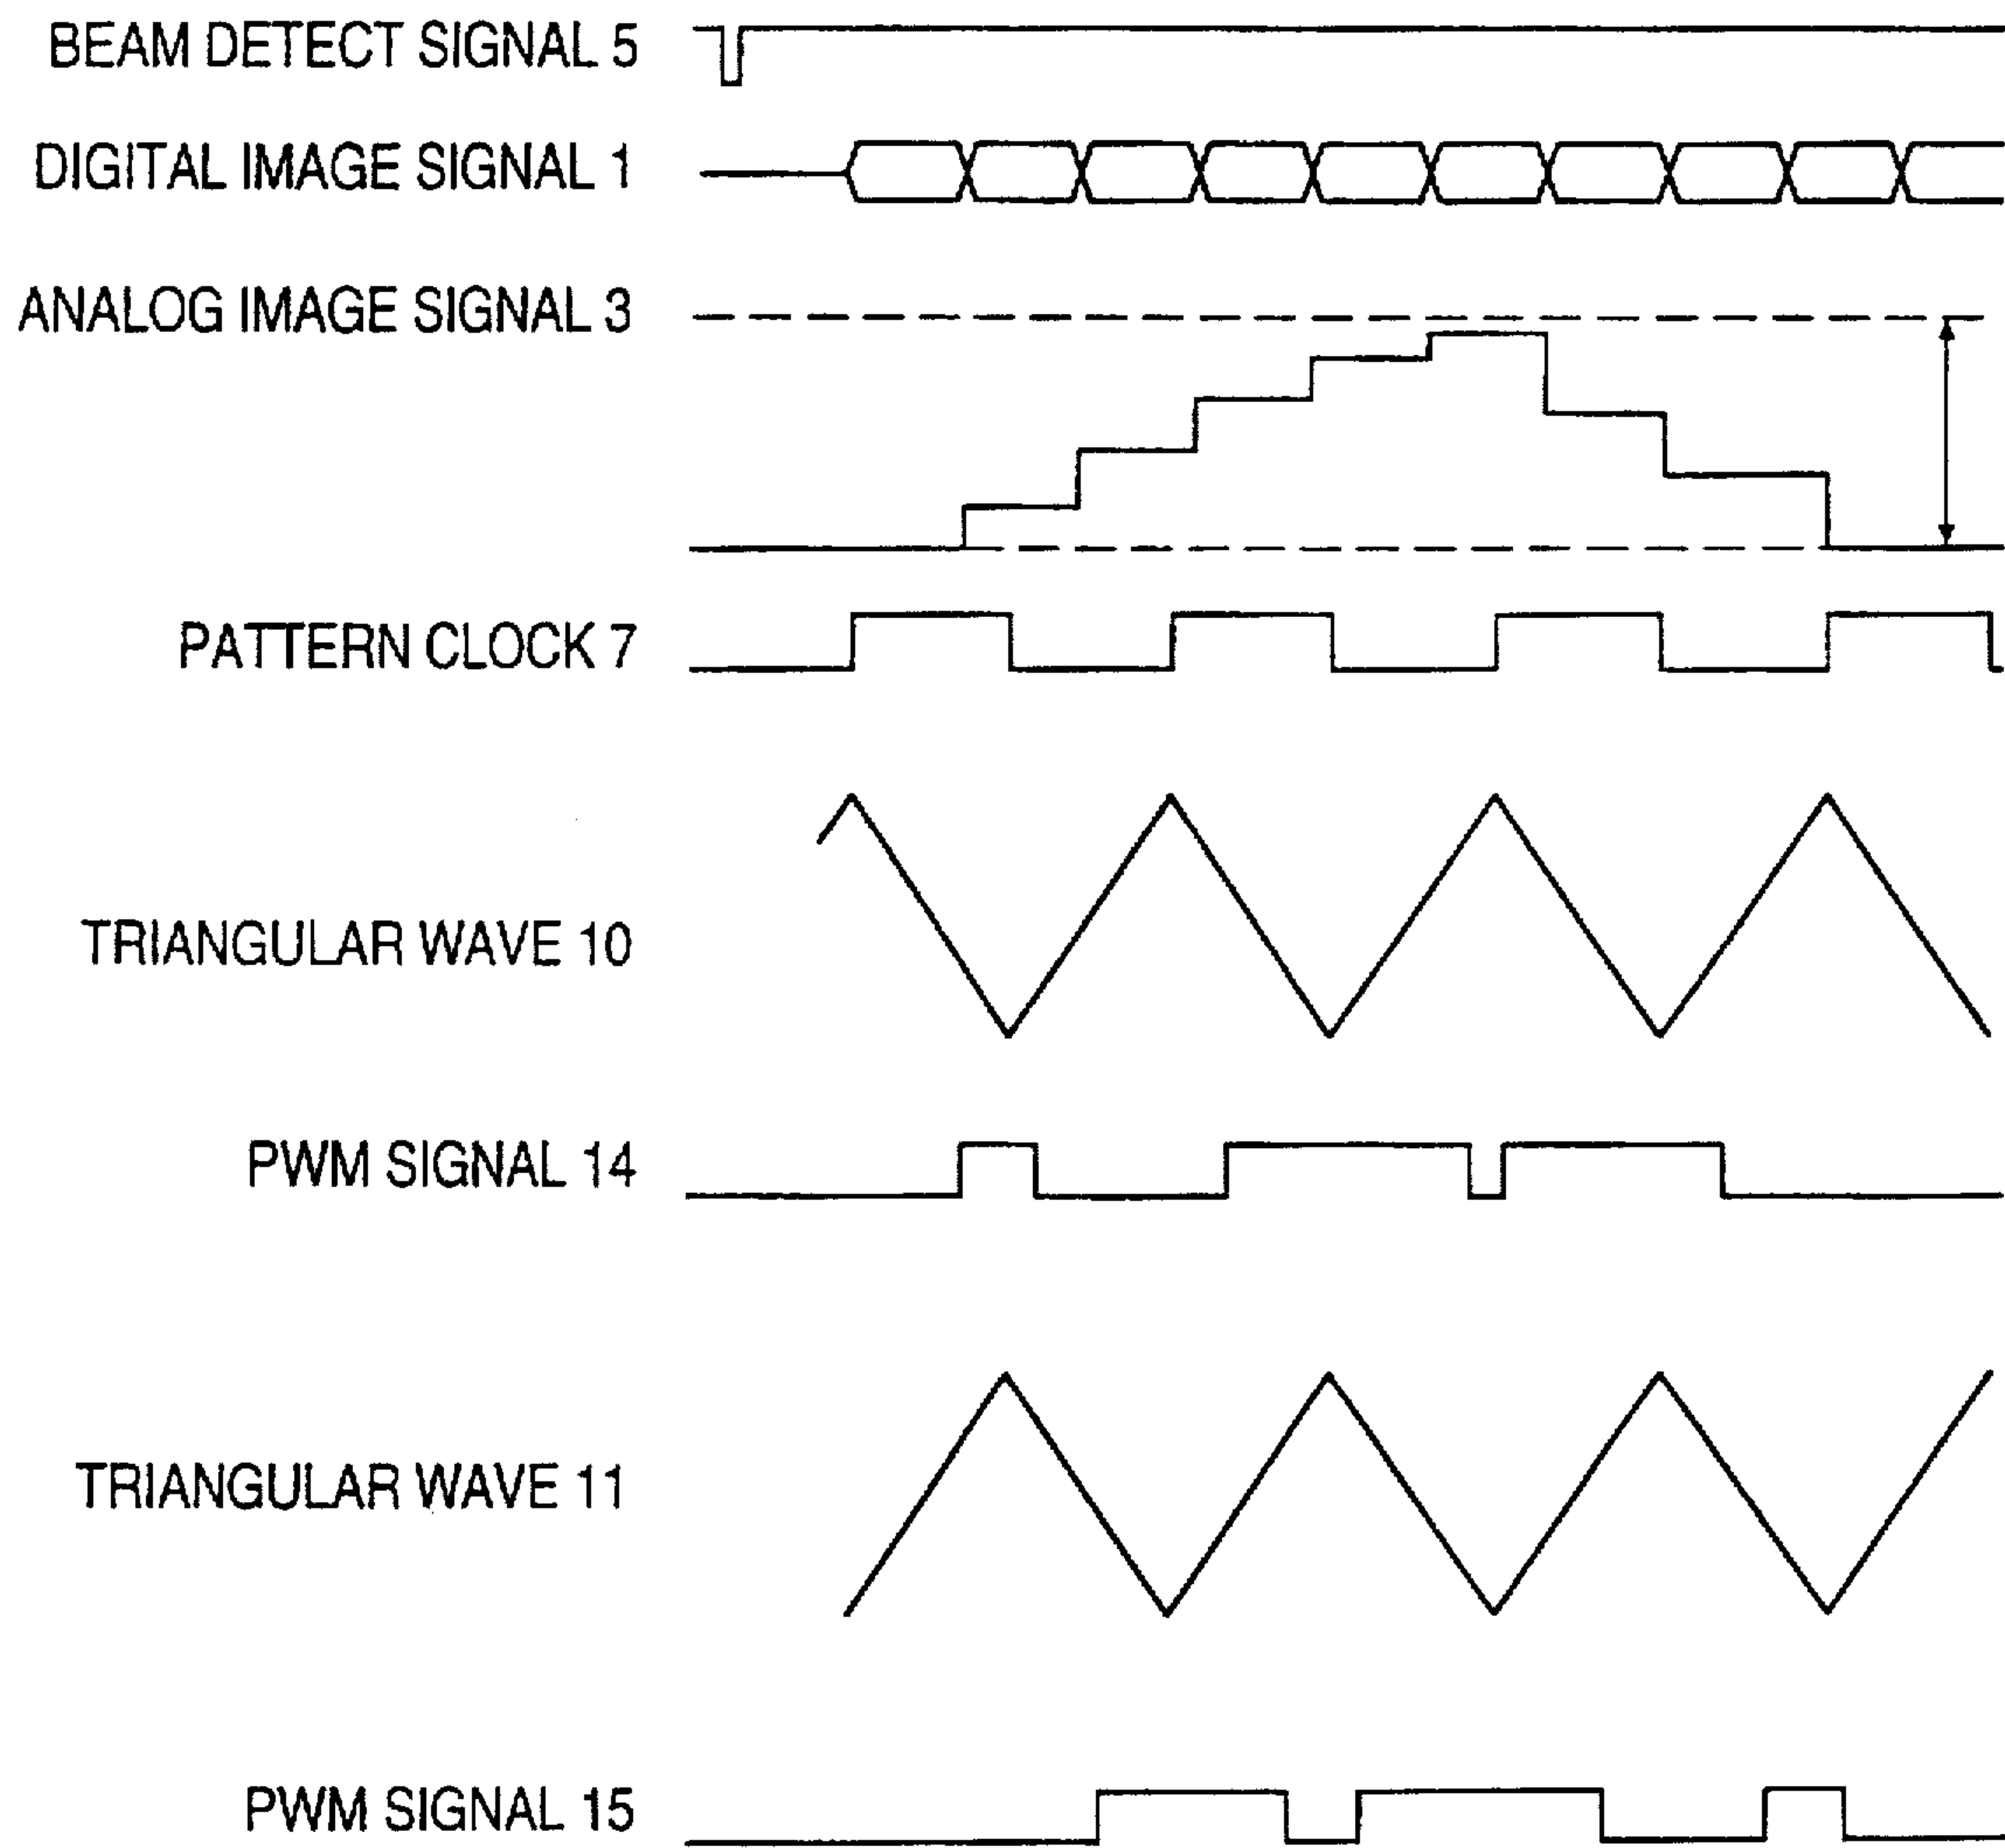 BEAM DETECT SIGNAL 5
DIGITAL IMAGE SIGNAL 1
ANALOG IMAGE SIGNAL 3
PATTERN CLOCK 7
TRIANGULAR WAVE 10
PWM SIGNAL 14
TRIANGULAR WAVE 11
PWM SIGNAL 15